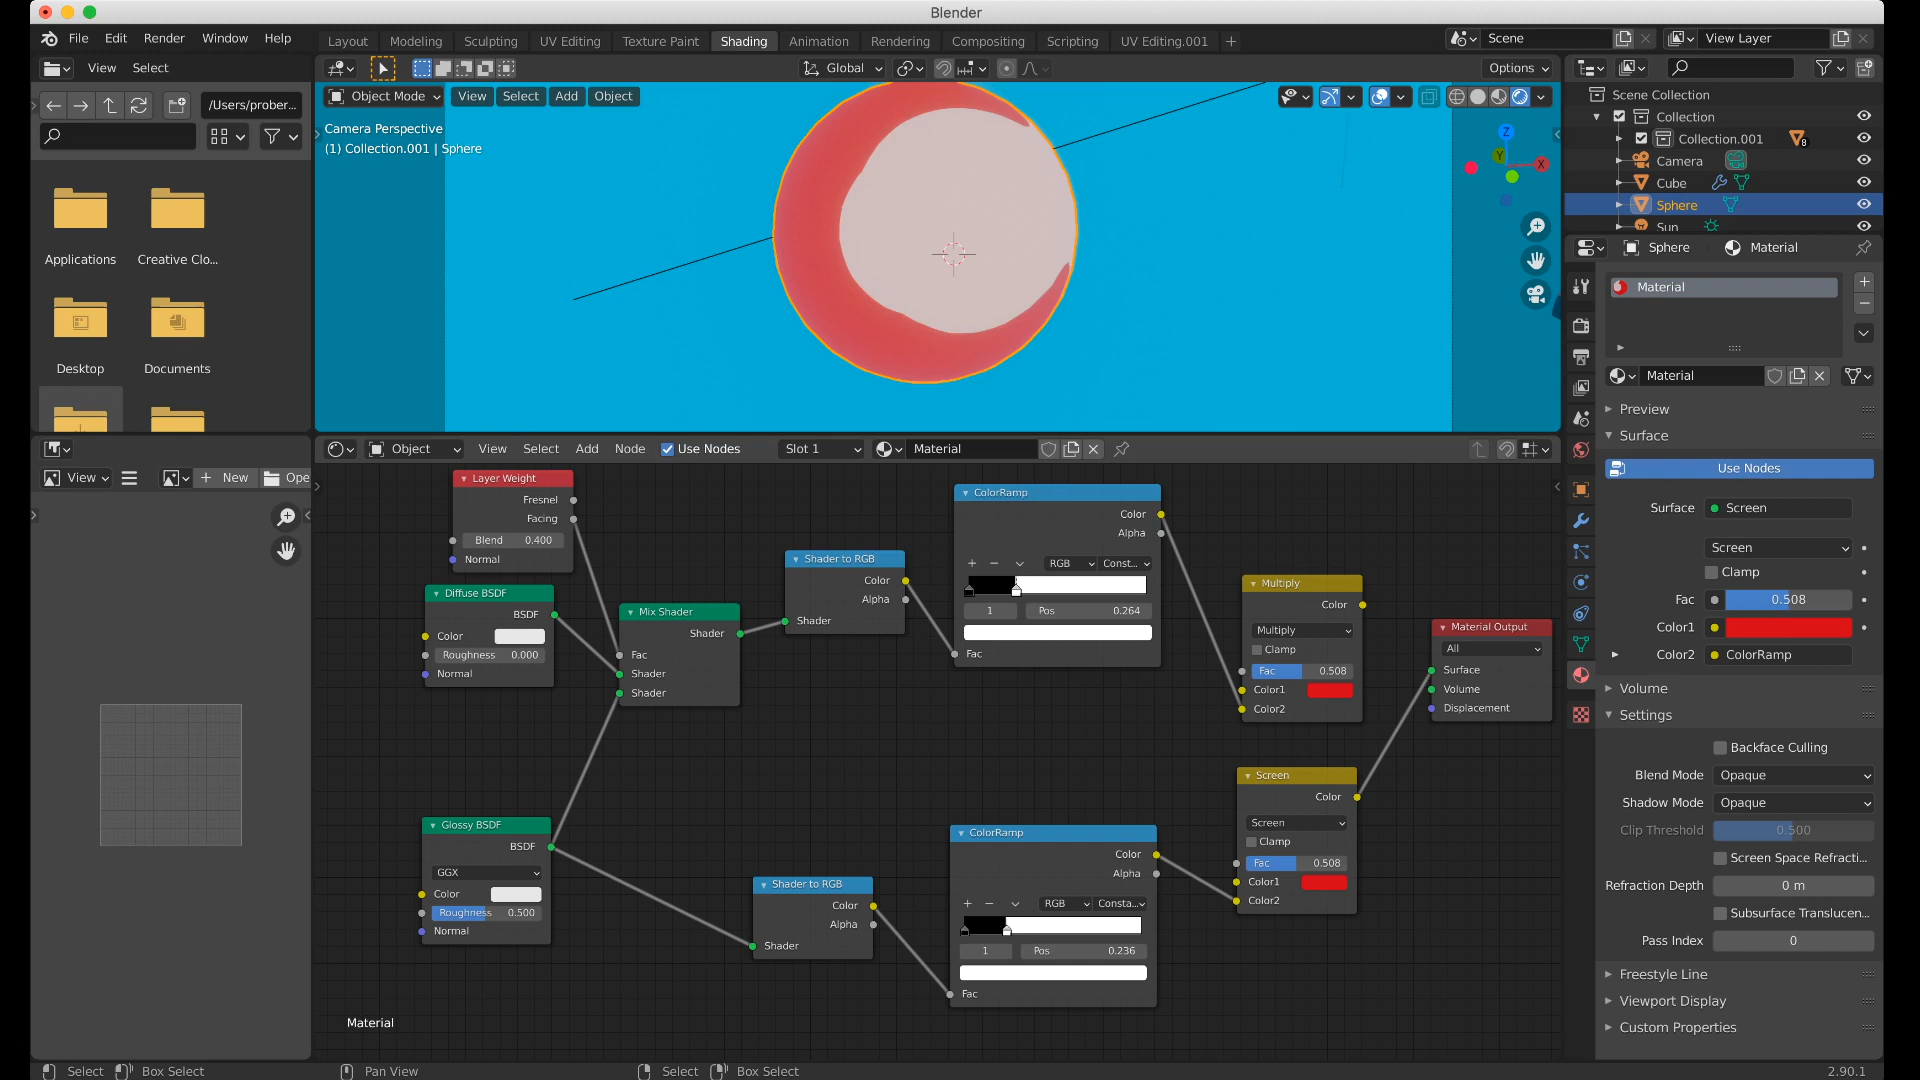 Blender
File Edit Render Window Help
Layout Modeling Sculpting UV Editing Texture Paint Shading Animation Rendering Compositing Scripting UV Editing.001 +
Scene
View Layer
View Select
Global
Options
/Users/prober...
Object Mode View Select Add Object
Camera Perspective
(1) Collection.001 | Sphere
Z
Y
X
Applications
Creative Clo...
Desktop
Documents
Scene Collection
Collection
Collection.001 8
Camera
Cube
Sphere
Sun
Sphere Material
Material
Material
Preview
Surface
Use Nodes
Surface Screen
Screen
Clamp
Fac 0.508
Color1
Color2 ColorRamp
Volume
Settings
Backface Culling
Blend Mode Opaque
Shadow Mode Opaque
Clip Threshold 0.500
Screen Space Refracti...
Refraction Depth 0 m
Subsurface Translucen...
Pass Index 0
Freestyle Line
Viewport Display
Custom Properties
View + New Ope
Object View Select Add Node Use Nodes Slot 1 Material
Layer Weight
Fresnel
Facing
Blend 0.400
Normal
Diffuse BSDF
BSDF
Color
Roughness 0.000
Normal
Mix Shader
Shader
Fac
Shader
Shader
Shader to RGB
Color
Alpha
Shader
ColorRamp
Color
Alpha
RGB Const...
1 Pos 0.264
Fac
Multiply
Color
Multiply
Clamp
Fac 0.508
Color1
Color2
Material Output
All
Surface
Volume
Displacement
Glossy BSDF
BSDF
GGX
Color
Roughness 0.500
Normal
Shader to RGB
Color
Alpha
Shader
ColorRamp
Color
Alpha
RGB Consta...
1 Pos 0.236
Fac
Screen
Color
Screen
Clamp
Fac 0.508
Color1
Color2
Material
Select Box Select Pan View Select Box Select 2.90.1